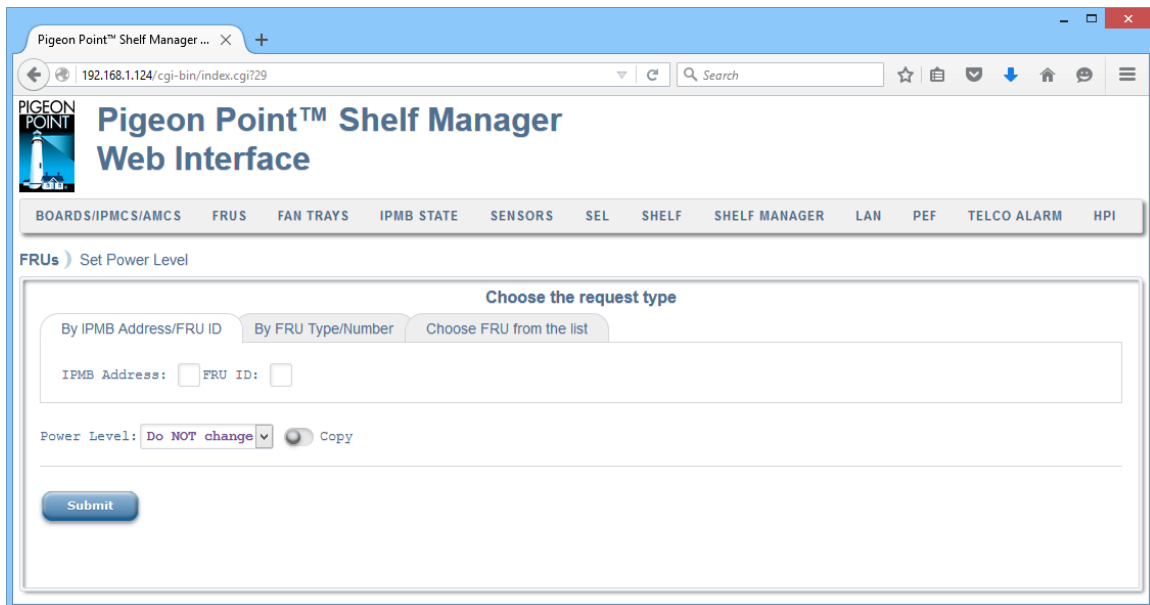 Pigeon Point™ Shelf Manager ...
192.168.1.124/cgi-bin/index.cgi?29
Search
PIGEON
POINT
Pigeon Point™ Shelf Manager
Web Interface
BOARDS/IPMCS/AMCS FRUS FAN TRAYS IPMB STATE SENSORS SEL SHELF SHELF MANAGER LAN PEF TELCO ALARM HPI
FRUs Set Power Level
Choose the request type
By IPMB Address/FRU ID By FRU Type/Number Choose FRU from the list
IPMB Address: FRU ID:
Power Level: Do NOT change Copy
Submit